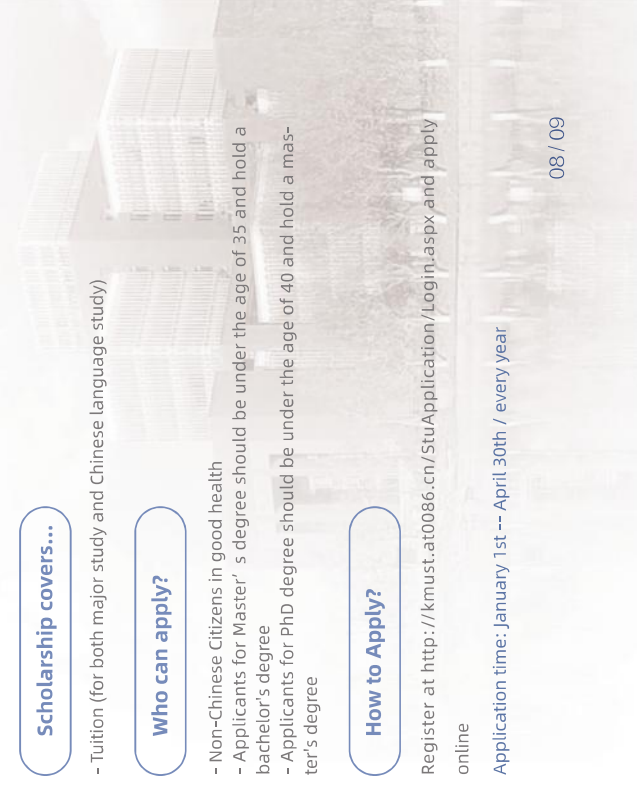 Scholarship covers...
– Tuition (for both major study and Chinese language study)
Who can apply?
– Non–Chinese Citizens in good health
– Applicants for Master’ s degree should be under the age of 35 and hold a
bachelor's degree
– Applicants for PhD degree should be under the age of 40 and hold a mas–
ter's degree
How to Apply?
Register at http://kmust.at0086.cn/StuApplication/Login.aspx and apply
online
Application time: January 1st –– April 30th / every year
08 / 09